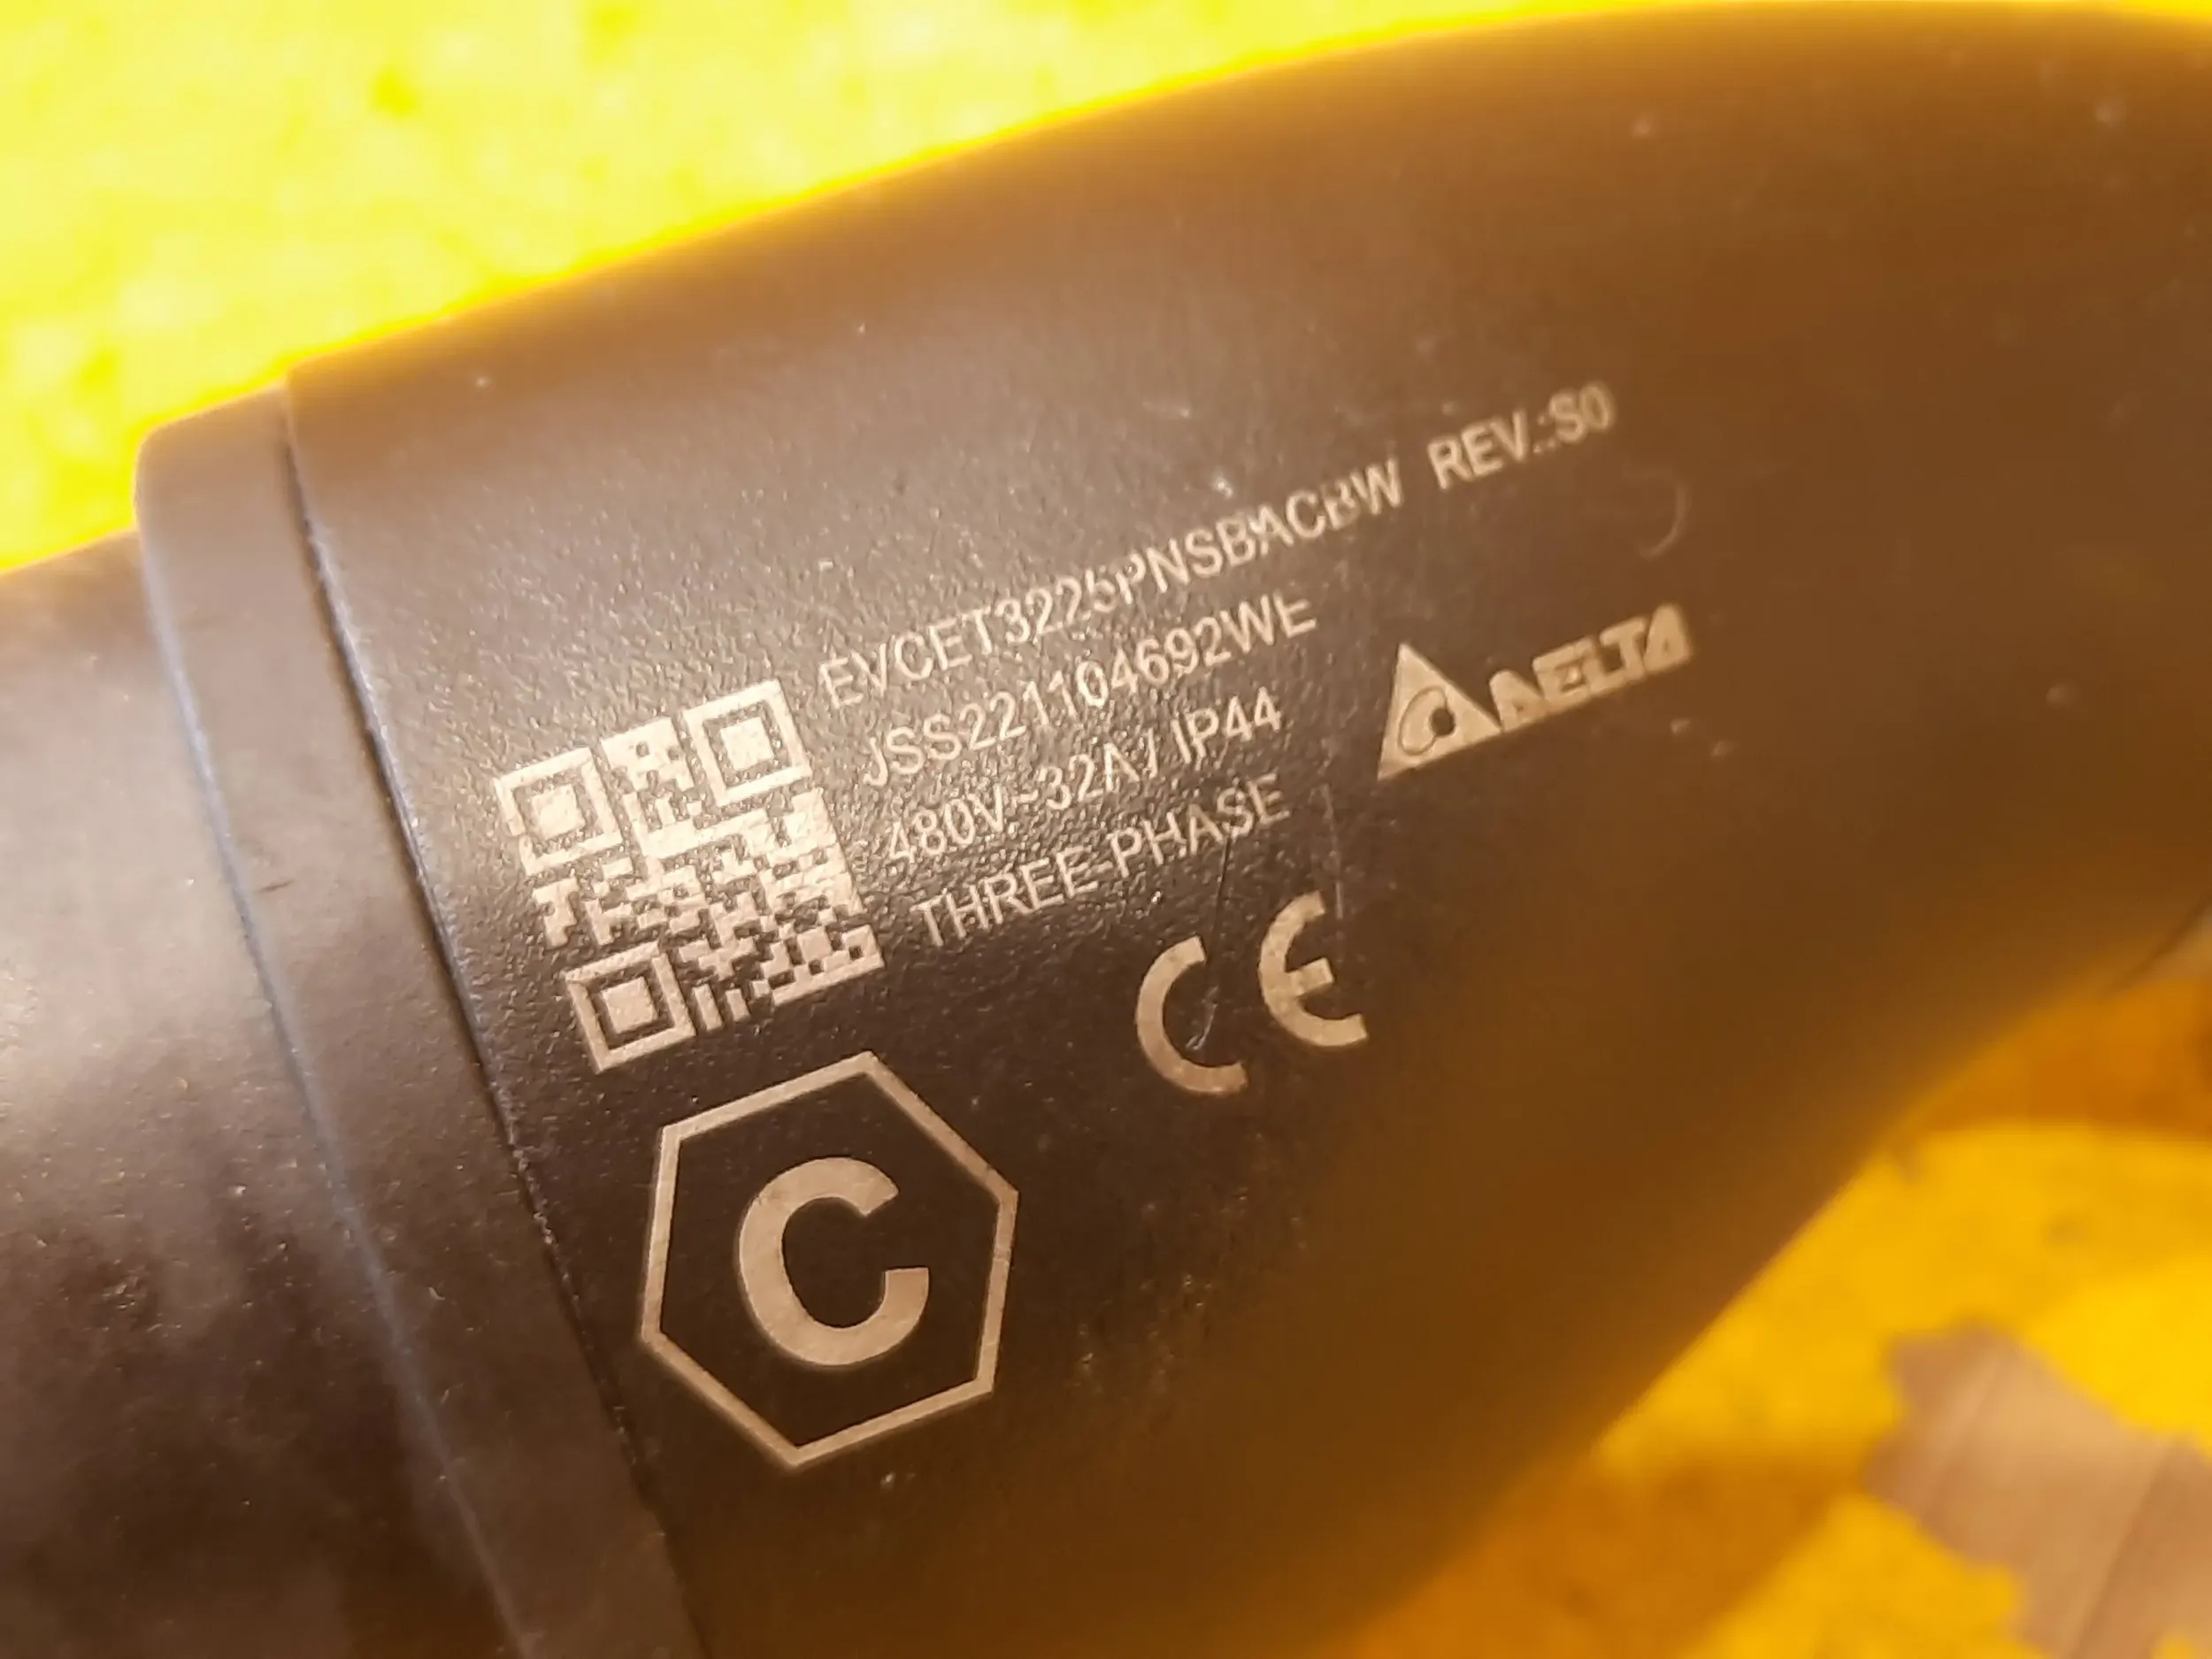 EVCET3225PNSBACBW REV.:S0
JSS221104692WE
480V~32A / IP44
THREE-PHASE
DELTA
CE
C